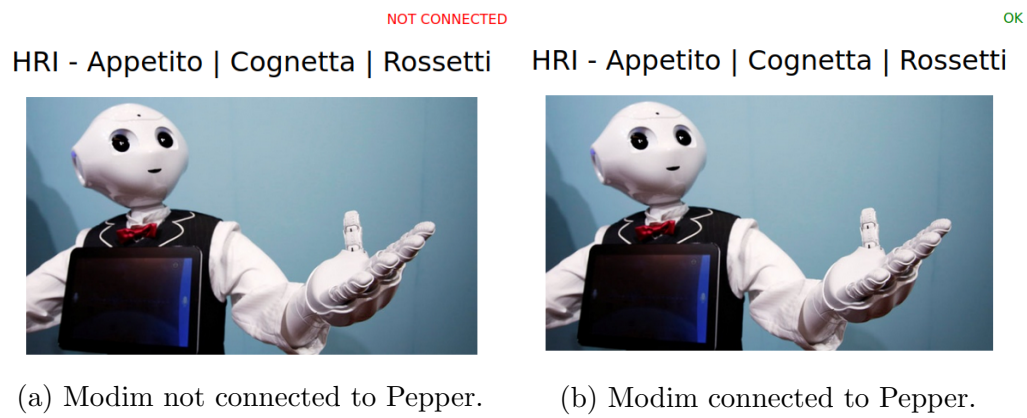 NOT CONNECTED
HRI - Appetito | Cognetta | Rossetti
(a) Modim not connected to Pepper.
OK
HRI - Appetito | Cognetta | Rossetti
(b) Modim connected to Pepper.